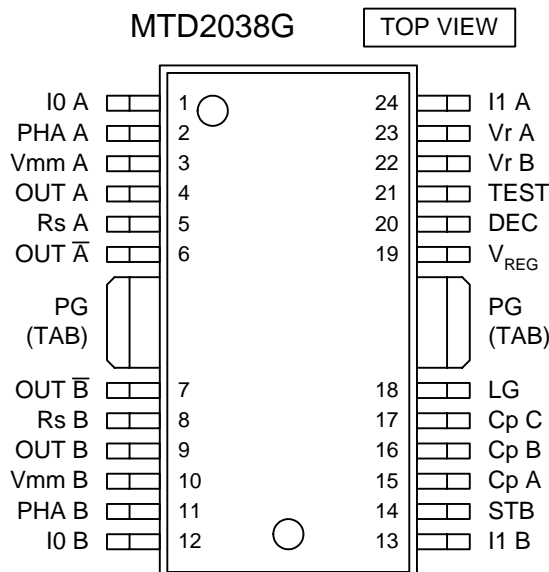 MTD2038G TOP VIEW
I0 A 1 24 I1 A
PHA A 2 23 Vr A
Vmm A 3 22 Vr B
OUT A 4 21 TEST
Rs A 5 20 DEC
OUT A̅ 6 19 V_REG
PG PG
(TAB) (TAB)
OUT B̅ 7 18 LG
Rs B 8 17 Cp C
OUT B 9 16 Cp B
Vmm B 10 15 Cp A
PHA B 11 14 STB
I0 B 12 13 I1 B